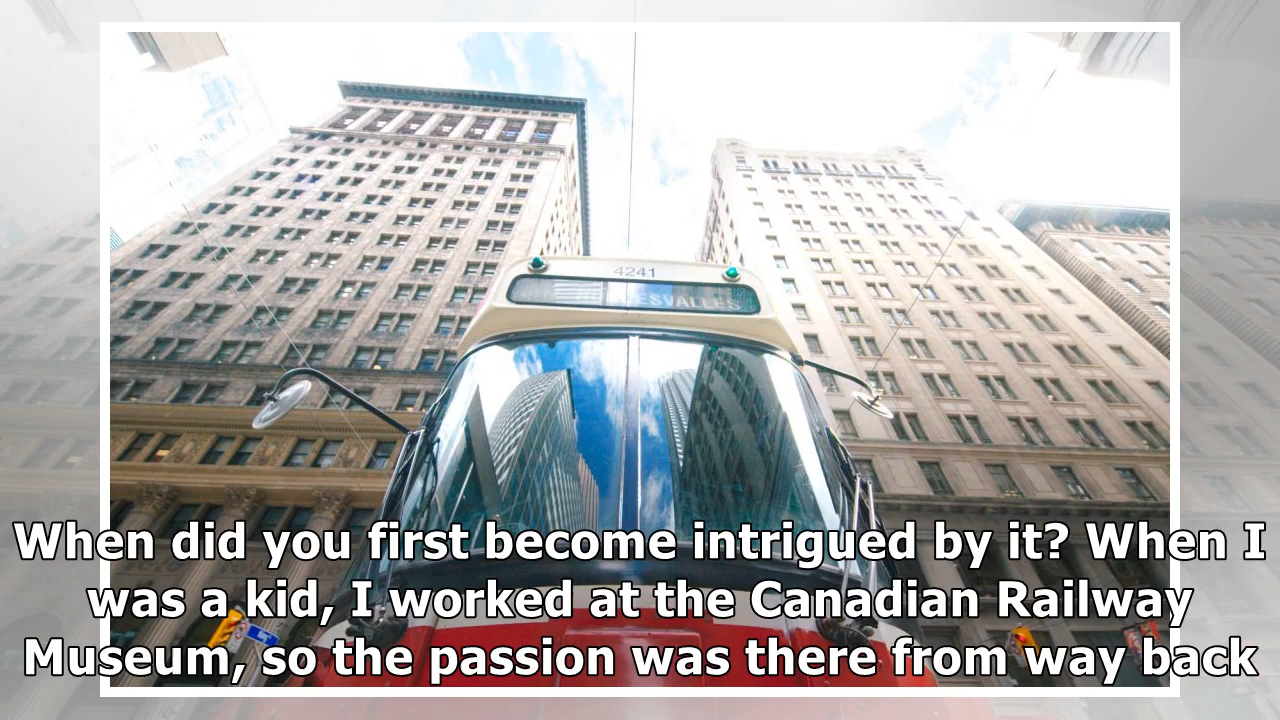 4241
ESVALLES
When did you first become intrigued by it? When I
was a kid, I worked at the Canadian Railway
Museum, so the passion was there from way back